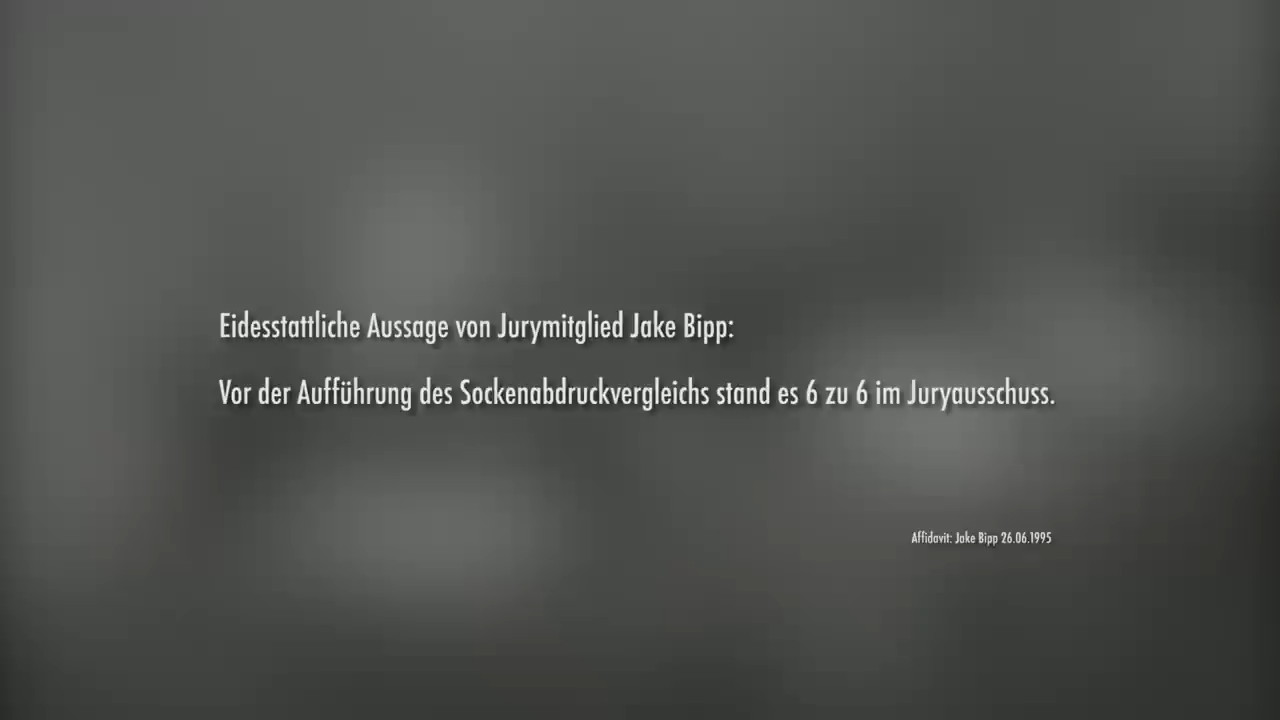 Eidesstattliche Aussage von Jurymitglied Jake Bipp:
Vor der Aufführung des Sockenabdruckvergleichs stand es 6 zu 6 im Juryausschuss.
Affidavit: Jake Bipp 26.06.1995